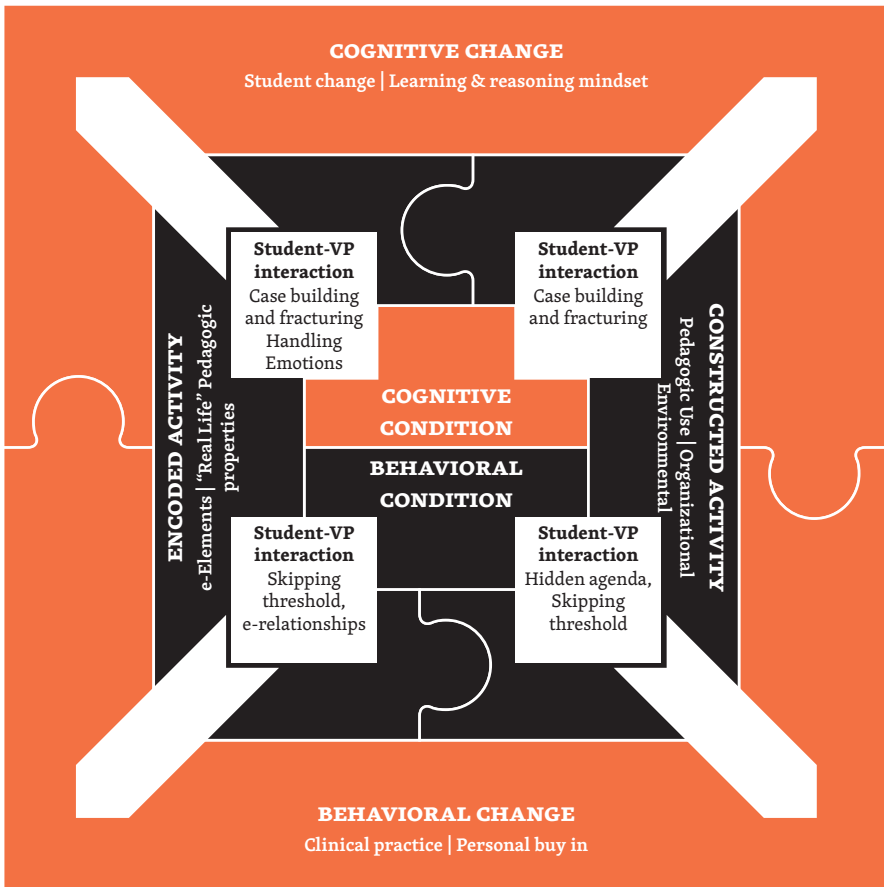 COGNITIVE CHANGE
Student change | Learning & reasoning mindset
Student-VP
interaction
Case building
and fracturing
Handling
Emotions
Student-VP
interaction
Case building
and fracturing
ENCODED ACTIVITY
e-Elements | “Real Life” Pedagogic
properties
COGNITIVE
CONDITION
BEHAVIORAL
CONDITION
CONSTRUCTED ACTIVITY
Pedagogic Use | Organizational
Environmental
Student-VP
interaction
Skipping
threshold,
e-relationships
Student-VP
interaction
Hidden agenda,
Skipping
threshold
BEHAVIORAL CHANGE
Clinical practice | Personal buy in